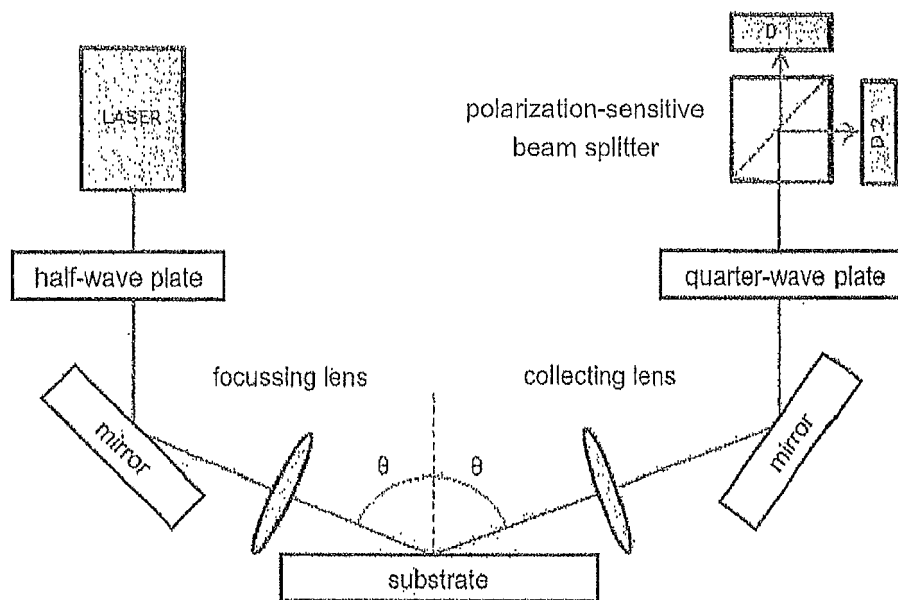 LASER
D 1
polarization-sensitive
beam splitter
D 2
half-wave plate
quarter-wave plate
focussing lens
collecting lens
mirror
θ
θ
mirror
substrate